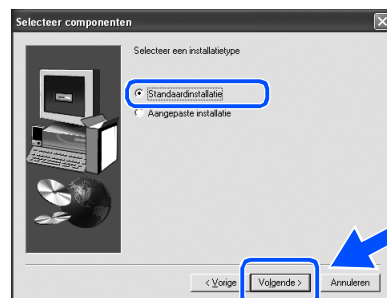 Selecteer componenten
Selecteer een installatietype
Standaardinstallatie
Aangepaste installatie
< Vorige
Volgende >
Annuleren